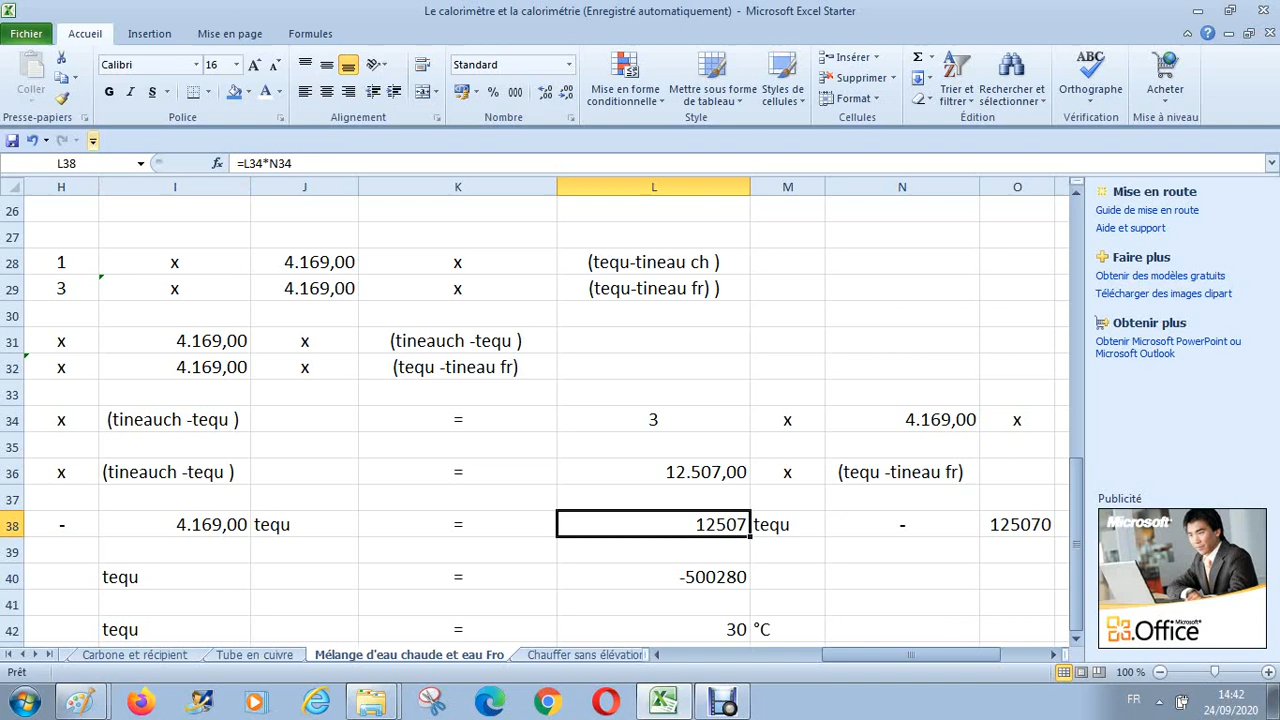 Le calorimètre et la calorimétrie (Enregistré automatiquement) - Microsoft Excel Starter
Fichier Accueil Insertion Mise en page Formules
Coller
Presse-papiers
Calibri 16
G I S
Police
Alignement
Standard
% 000
Nombre
Mise en forme conditionnelle
Mettre sous forme de tableau
Styles de cellules
Style
Insérer
Supprimer
Format
Cellules
Σ
Trier et filtrer
Rechercher et sélectionner
Édition
ABC
Orthographe
Vérification
Acheter
Mise à niveau
L38 fx =L34*N34
H I J K L M N O
26
27
28 1 x 4.169,00 x (tequ-tineau ch )
29 3 x 4.169,00 x (tequ-tineau fr) )
30
31 x 4.169,00 x (tineauch -tequ )
32 x 4.169,00 x (tequ -tineau fr)
33
34 x (tineauch -tequ ) = 3 x 4.169,00 x
35
36 x (tineauch -tequ ) = 12.507,00 x (tequ -tineau fr)
37
38 - 4.169,00 tequ = 12507 tequ - 125070
39
40 tequ = -500280
41
42 tequ = 30 °C
Mise en route
Guide de mise en route
Aide et support
Faire plus
Obtenir des modèles gratuits
Télécharger des images clipart
Obtenir plus
Obtenir Microsoft PowerPoint ou
Microsoft Outlook
Publicité
Microsoft
Microsoft
Office
Carbone et récipient Tube en cuivre Mélange d'eau chaude et eau Fro Chauffer sans élévation
Prêt 100 %
FR 14:42
24/09/2020